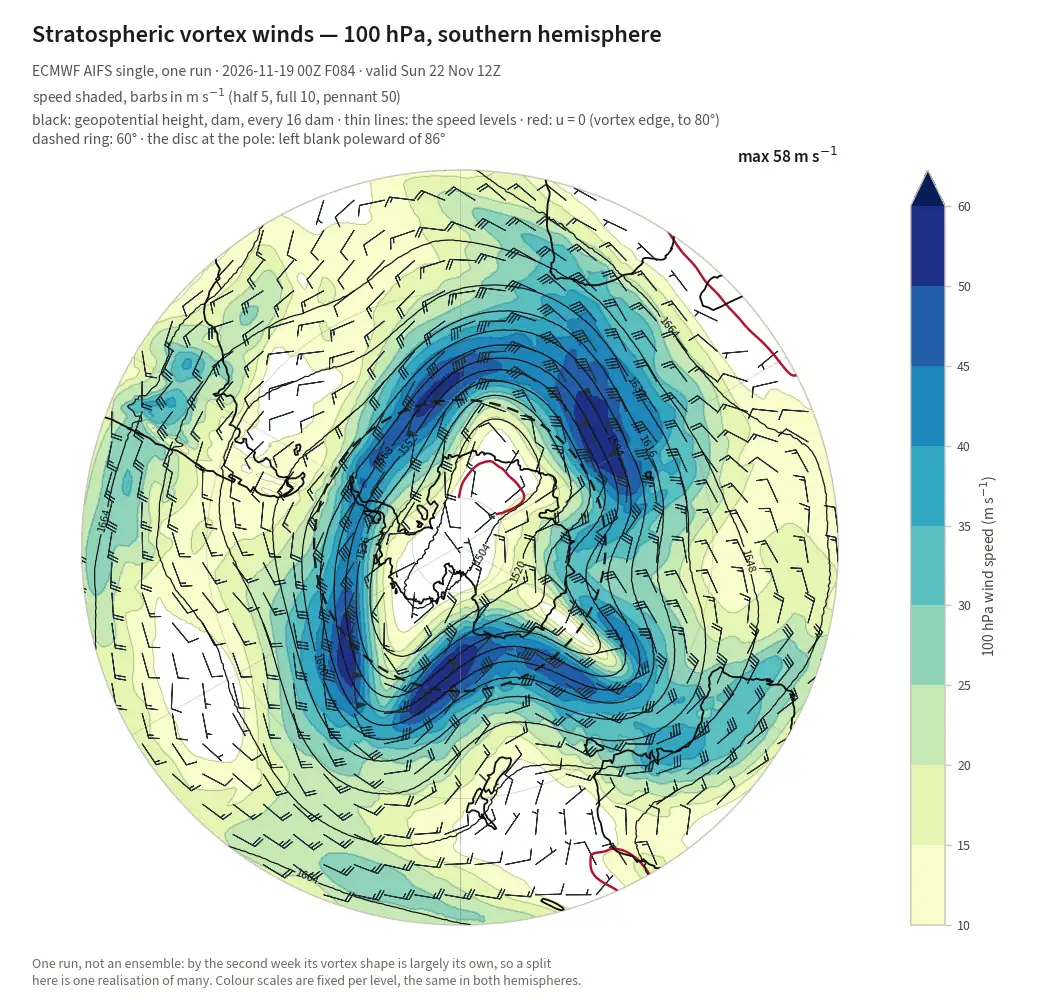 Stratospheric vortex winds — 100 hPa, southern hemisphere
ECMWF AIFS single, one run · 2026-11-19 00Z F084 · valid Sun 22 Nov 12Z
speed shaded, barbs in m s⁻¹ (half 5, full 10, pennant 50)
black: geopotential height, dam, every 16 dam · thin lines: the speed levels · red: u = 0 (vortex edge, to 80°)
dashed ring: 60° · the disc at the pole: left blank poleward of 86°
max 58 m s⁻¹
60
50
45
40
35
30
25
20
15
10
100 hPa wind speed (m s⁻¹)
1664
1616
1664
1536
1504
1520
1648
1664
One run, not an ensemble: by the second week its vortex shape is largely its own, so a split
here is one realisation of many. Colour scales are fixed per level, the same in both hemispheres.